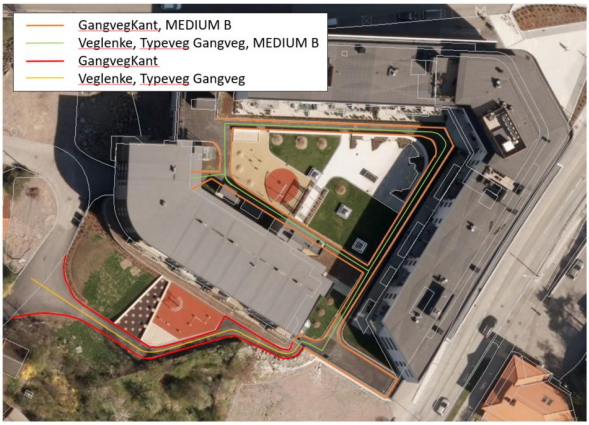 GangvegKant, MEDIUM B
Veglenke, Typeveg Gangveg, MEDIUM B
GangvegKant
Veglenke, Typeveg Gangveg